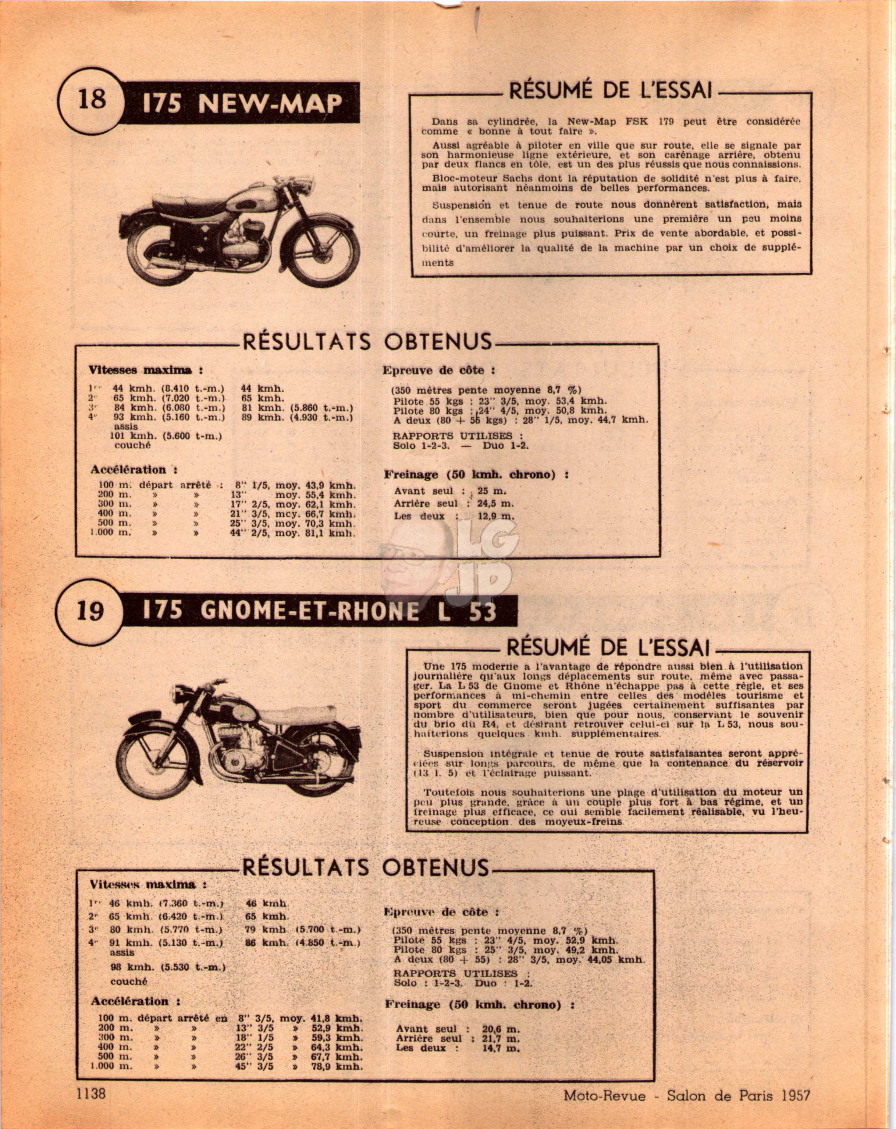 18
175 NEW-MAP
RÉSUMÉ DE L'ESSAI
Dans sa cylindrée, la New-Map FSK 179 peut être considérée
comme « bonne à tout faire ».
Aussi agréable à piloter en ville que sur route, elle se signale par
son harmonieuse ligne extérieure, et son carénage arrière, obtenu
par deux flancs en tôle, est un des plus réussis que nous connaissions.
Bloc-moteur Sachs dont la réputation de solidité n'est plus à faire,
mais autorisant néanmoins de belles performances.
Suspension et tenue de route nous donnèrent satisfaction, mais
dans l'ensemble nous souhaiterions une première un peu moins
courte, un freinage plus puissant. Prix de vente abordable, et possi-
bilité d'améliorer la qualité de la machine par un choix de supplé-
ments
RÉSULTATS OBTENUS
Vitesses maxima :
1re 44 kmh. (8.410 t.-m.) 44 kmh.
2e 65 kmh. (7.020 t.-m.) 65 kmh.
3e 84 kmh. (6.080 t.-m.) 81 kmh. (5.860 t.-m.)
4e 93 kmh. (5.160 t.-m.) 89 kmh. (4.930 t.-m.)
assis
101 kmh. (5.600 t-m.)
couché
Accélération :
100 m. départ arrêté : 8" 1/5, moy. 43,9 kmh.
200 m. » » 13" moy. 55,4 kmh.
300 m. » » 17" 2/5, moy. 62,1 kmh.
400 m. » » 21" 3/5, moy. 66,7 kmh.
500 m. » » 25" 3/5, moy. 70,3 kmh.
1.000 m. » » 44" 2/5, moy. 81,1 kmh.
Epreuve de côte :
(350 mètres pente moyenne 8,7 %)
Pilote 55 kgs : 23" 3/5, moy. 53,4 kmh.
Pilote 80 kgs : 24" 4/5, moy. 50,8 kmh.
A deux (80 + 55 kgs) : 28" 1/5, moy. 44,7 kmh.
RAPPORTS UTILISES :
Solo 1-2-3. — Duo 1-2.
Freinage (50 kmh. chrono) :
Avant seul : 25 m.
Arrière seul : 24,5 m.
Les deux : 12,9 m.
LG
JP
19
175 GNOME-ET-RHONE L 53
RÉSUMÉ DE L'ESSAI
Une 175 moderne a l'avantage de répondre aussi bien à l'utilisation
journalière qu'aux longs déplacements sur route, même avec passa-
ger. La L 53 de Gnome et Rhône n'échappe pas à cette règle, et ses
performances à mi-chemin entre celles des modèles tourisme et
sport du commerce seront jugées certainement suffisantes par
nombre d'utilisateurs, bien que pour nous, conservant le souvenir
du brio du R4, et désirant retrouver celui-ci sur la L 53, nous sou-
haiterions quelques kmh. supplémentaires.
Suspension intégrale et tenue de route satisfaisantes seront appré-
ciées sur longs parcours, de même que la contenance du réservoir
(13 l. 5) et l'éclairage puissant.
Toutefois nous souhaiterions une plage d'utilisation du moteur un
peu plus grande, grâce à un couple plus fort à bas régime, et un
freinage plus efficace, ce qui semble facilement réalisable, vu l'heu-
reuse conception des moyeux-freins
RÉSULTATS OBTENUS
Vitesses maxima :
1re 46 kmh. (7.360 t.-m.) 46 kmh.
2e 65 kmh. (6.420 t.-m.) 65 kmh.
3e 80 kmh. (5.770 t.-m.) 79 kmh (5.700 t.-m.)
4e 91 kmh. (5.130 t.-m.) 86 kmh. (4.850 t.-m.)
assis
98 kmh. (5.530 t.-m.)
couché
Accélération :
100 m. départ arrêté en 8" 3/5, moy. 41,8 kmh.
200 m. » » 13" 3/5 » 52,9 kmh.
300 m. » » 18" 1/5 » 59,3 kmh.
400 m. » » 22" 2/5 » 64,3 kmh.
500 m. » » 26" 3/5 » 67,7 kmh.
1.000 m. » » 45" 3/5 » 78,9 kmh.
Epreuve de côte :
(350 mètres pente moyenne 8,7 %)
Pilote 55 kgs : 23" 4/5, moy. 52,9 kmh.
Pilote 80 kgs : 25" 3/5, moy. 49,2 kmh.
A deux (80 + 55) : 28" 3/5, moy. 44,05 kmh.
RAPPORTS UTILISES :
Solo : 1-2-3. Duo : 1-2.
Freinage (50 kmh. chrono) :
Avant seul : 20,6 m.
Arrière seul : 21,7 m.
Les deux : 14,7 m.
1138
Moto-Revue - Salon de Paris 1957